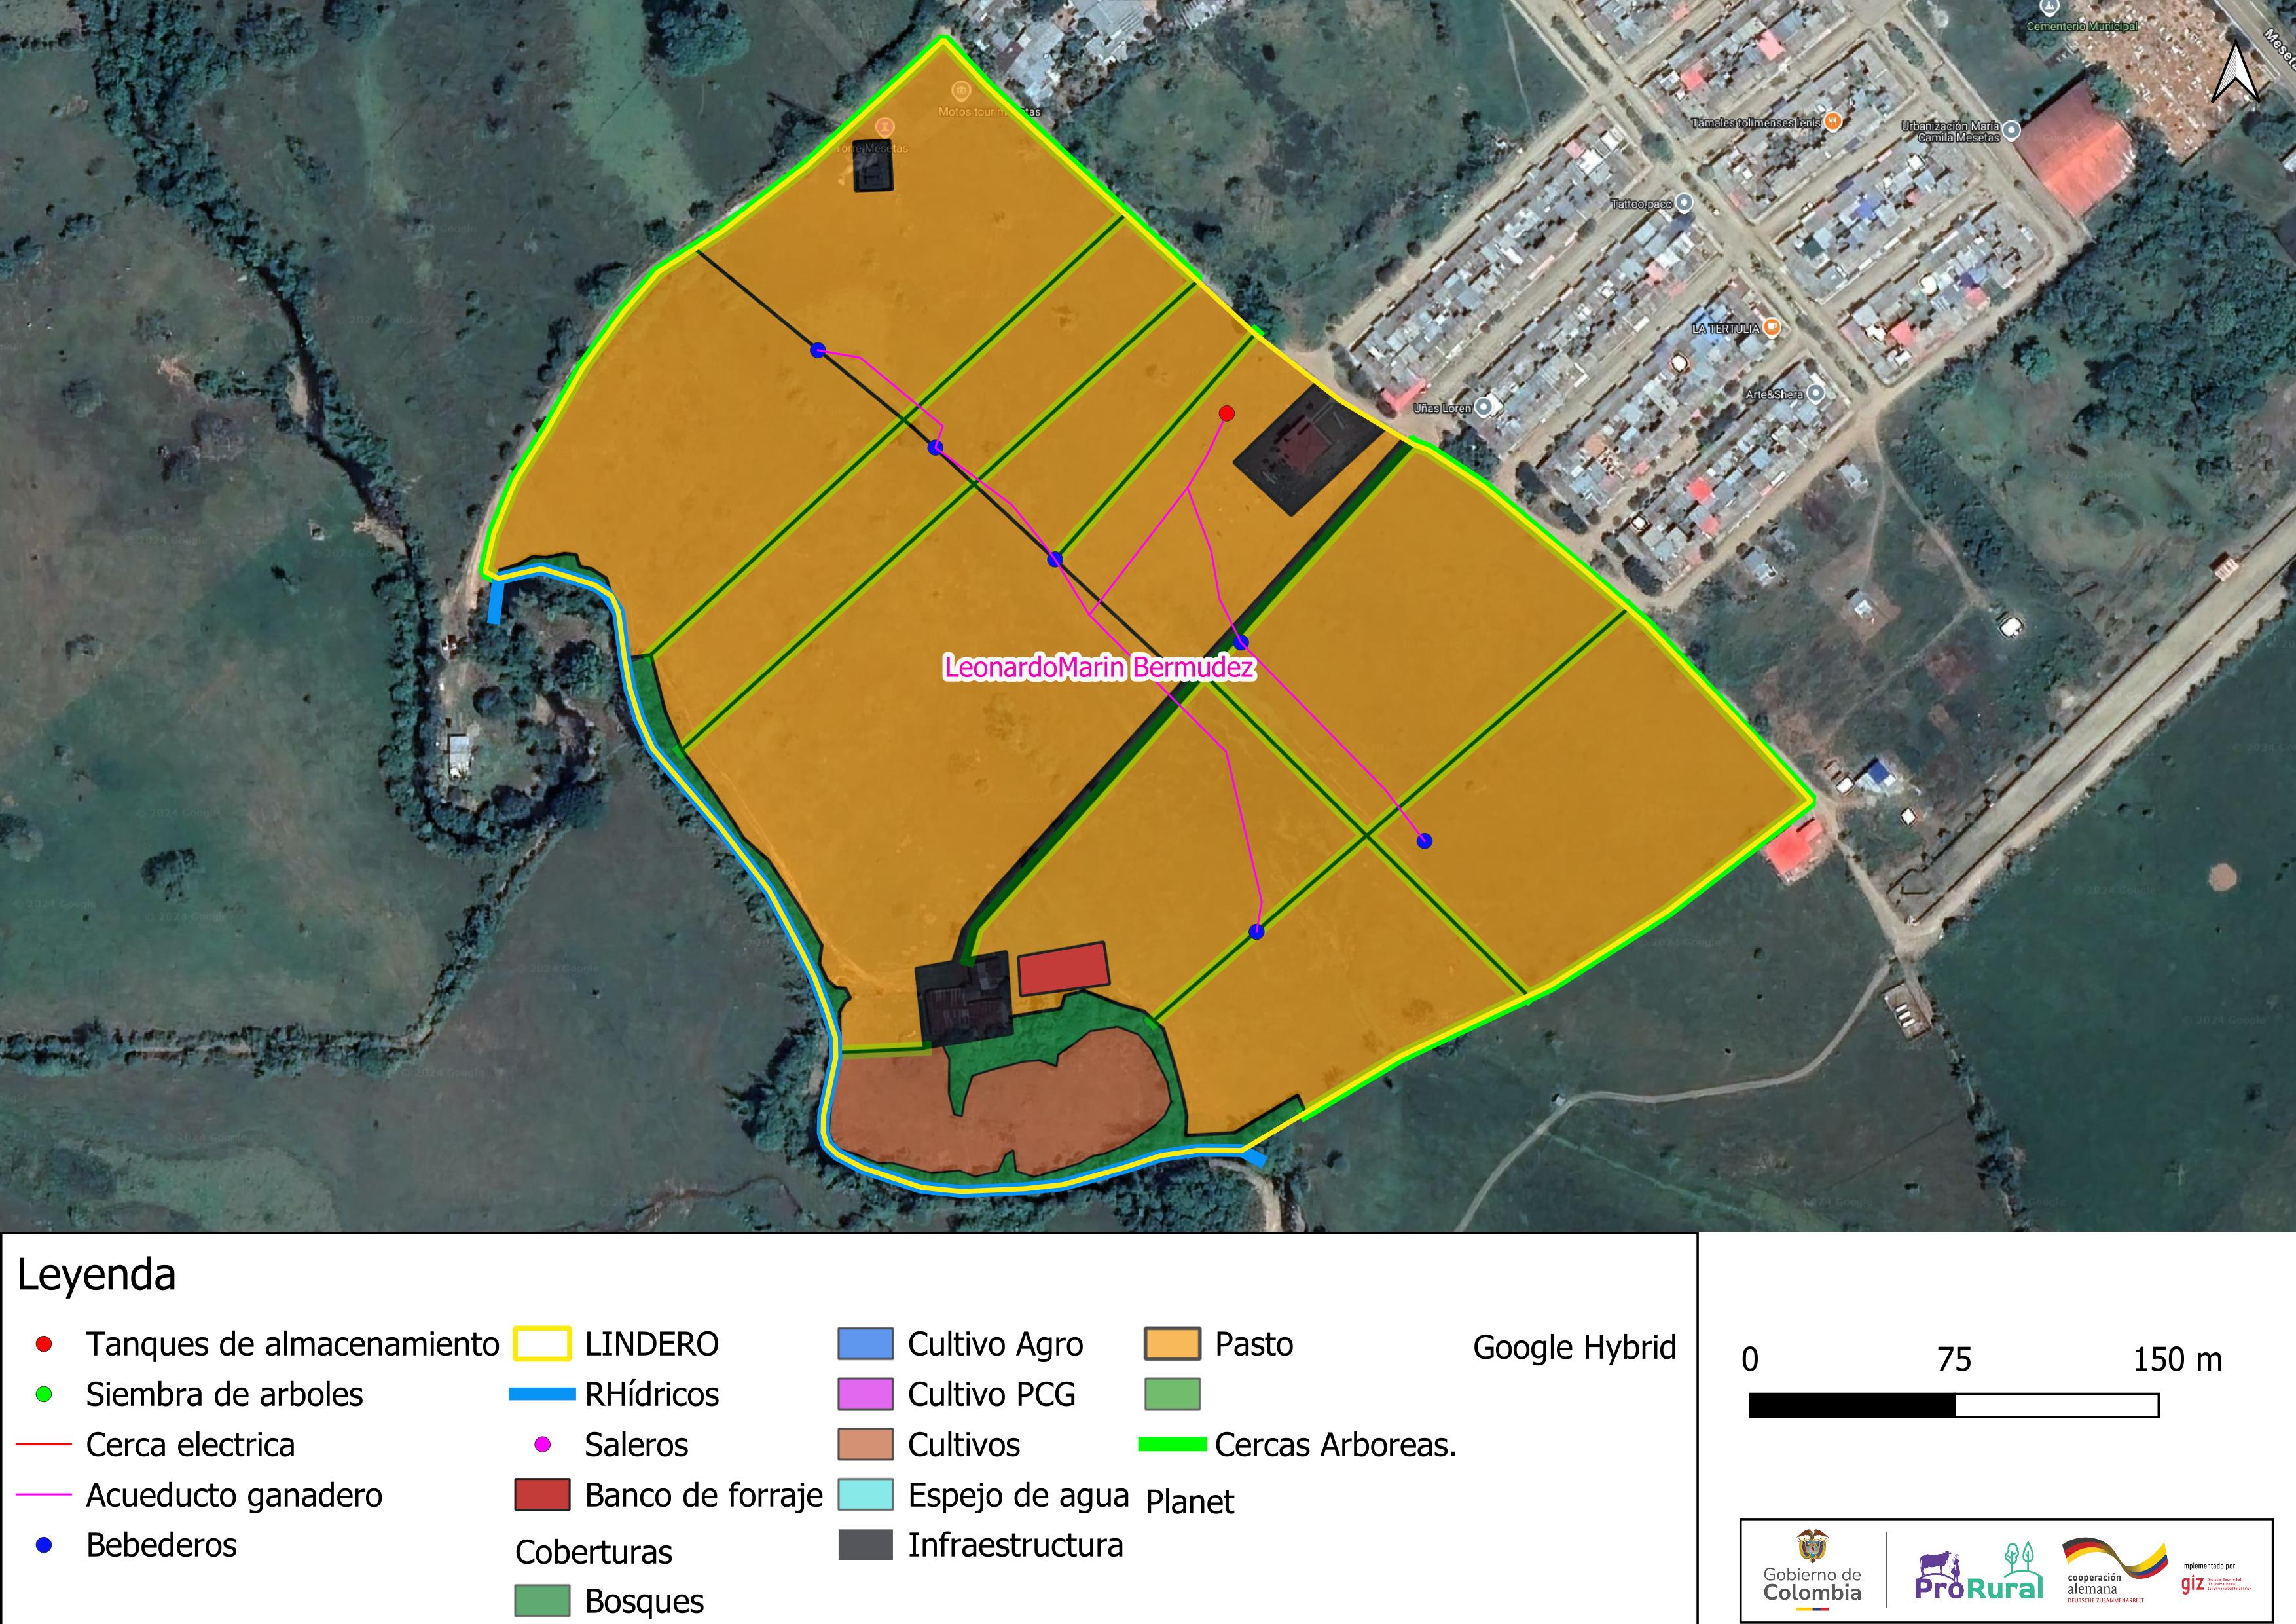 Cementerio Municipal
Motos tour m
tas
Torre Mesetas
Tamales tolimenses lenis
Urbanización María
Camila Mesetas
Tattoo.paco
LA TERTULIA
Arte&Shera
Uñas Loren
LeonardoMarin Bermudez
© 2024 Google
Leyenda
Tanques de almacenamiento
Siembra de arboles
Cerca electrica
Acueducto ganadero
Bebederos
LINDERO
RHídricos
Saleros
Banco de forraje
Coberturas
Bosques
Cultivo Agro
Cultivo PCG
Cultivos
Espejo de agua
Infraestructura
Pasto
Cercas Arboreas.
Planet
Google Hybrid
0 75 150 m
Gobierno de
Colombia
ProRural
cooperación
alemana
DEUTSCHE ZUSAMMENARBEIT
Implementado por
giz